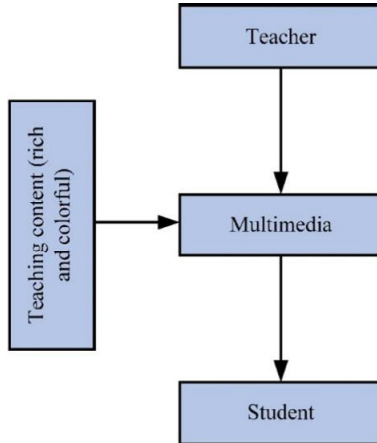 Teacher
Teaching content (rich
and colorful)
Multimedia
Student